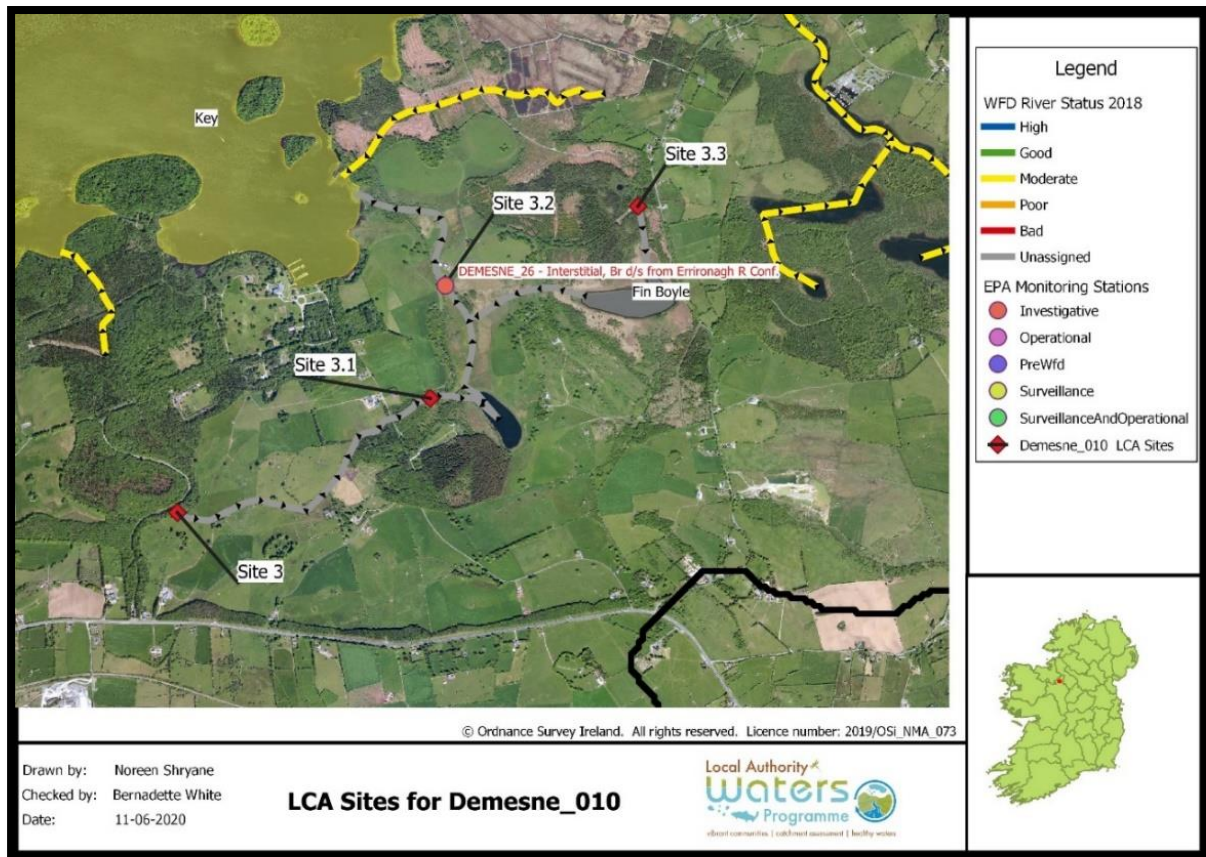 Key
Site 3.3
Site 3.2
DEMESNE_26 - Interstitial, Br d/s from Errironagh R Conf.
Fin Boyle
Site 3.1
Site 3
Legend
WFD River Status 2018
High
Good
Moderate
Poor
Bad
Unassigned
EPA Monitoring Stations
Investigative
Operational
PreWfd
Surveillance
SurveillanceAndOperational
Demesne_010 LCA Sites
© Ordnance Survey Ireland. All rights reserved. Licence number: 2019/OSi_NMA_073
Drawn by: Noreen Shryane
Checked by: Bernadette White
Date: 11-06-2020
LCA Sites for Demesne_010
Local Authority
Waters
Programme
vibrant communities | catchment assessment | healthy waters